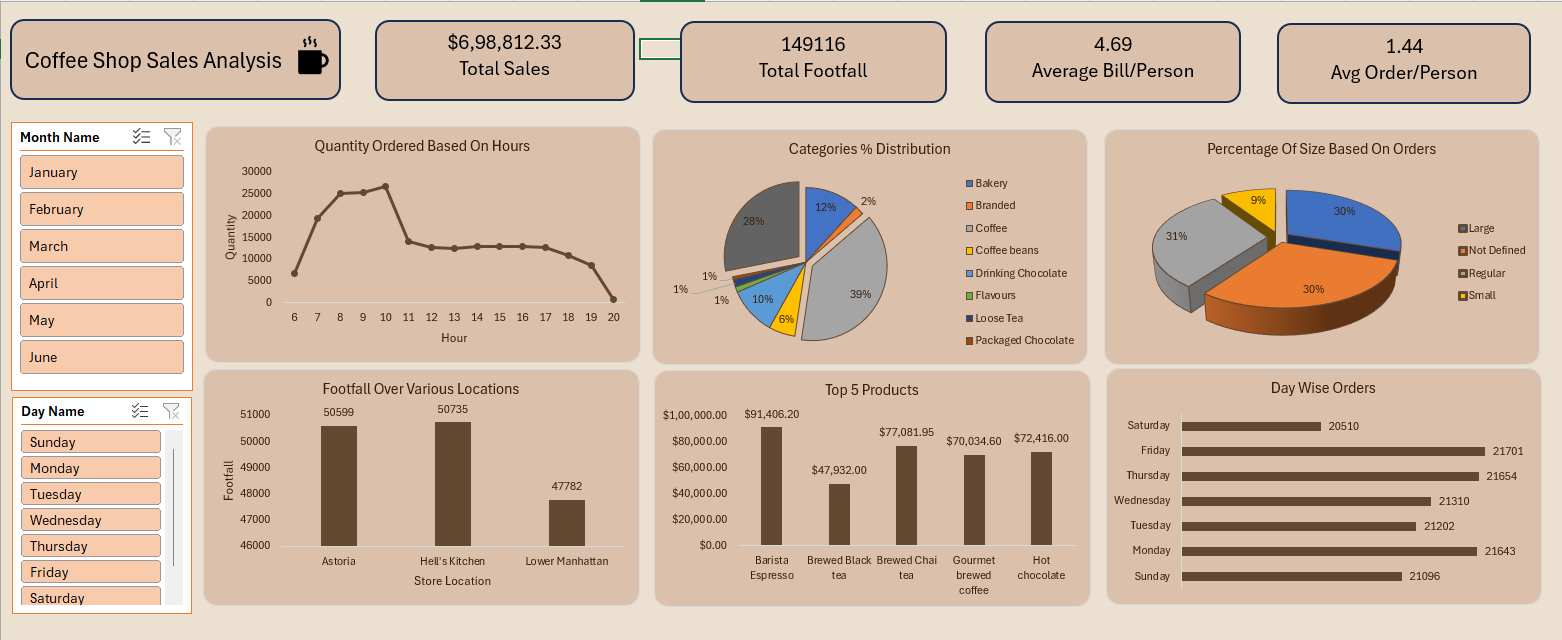 Coffee Shop Sales Analysis
$6,98,812.33
Total Sales
149116
Total Footfall
4.69
Average Bill/Person
1.44
Avg Order/Person
Month Name
January
February
March
April
May
June
Day Name
Sunday
Monday
Tuesday
Wednesday
Thursday
Friday
Saturday
Quantity Ordered Based On Hours
Quantity
30000
25000
20000
15000
10000
5000
0
6 7 8 9 10 11 12 13 14 15 16 17 18 19 20
Hour
Categories % Distribution
12%
2%
39%
6%
10%
1%
1%
1%
28%
Bakery
Branded
Coffee
Coffee beans
Drinking Chocolate
Flavours
Loose Tea
Packaged Chocolate
Percentage Of Size Based On Orders
30%
30%
31%
9%
Large
Not Defined
Regular
Small
Footfall Over Various Locations
Footfall
51000
50000
49000
48000
47000
46000
50599
50735
47782
Astoria
Hell's Kitchen
Lower Manhattan
Store Location
Top 5 Products
$1,00,000.00
$80,000.00
$60,000.00
$40,000.00
$20,000.00
$0.00
$91,406.20
$47,932.00
$77,081.95
$70,034.60
$72,416.00
Barista
Espresso
Brewed Black
tea
Brewed Chai
tea
Gourmet
brewed
coffee
Hot
chocolate
Day Wise Orders
Saturday 20510
Friday 21701
Thursday 21654
Wednesday 21310
Tuesday 21202
Monday 21643
Sunday 21096